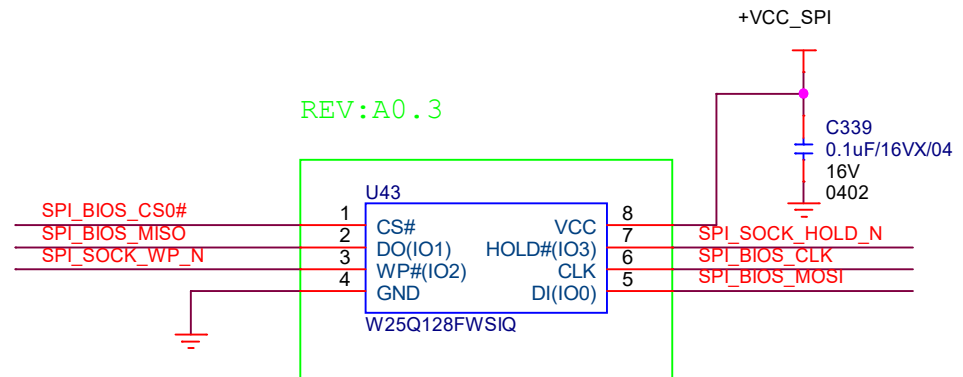 +VCC_SPI
REV:A0.3
C339
0.1uF/16VX/04
16V
0402
U43
SPI_BIOS_CS0# 1 CS# VCC 8
SPI_BIOS_MISO 2 DO(IO1) HOLD#(IO3) 7 SPI_SOCK_HOLD_N
SPI_SOCK_WP_N 3 WP#(IO2) CLK 6 SPI_BIOS_CLK
4 GND DI(IO0) 5 SPI_BIOS_MOSI
W25Q128FWSIQ